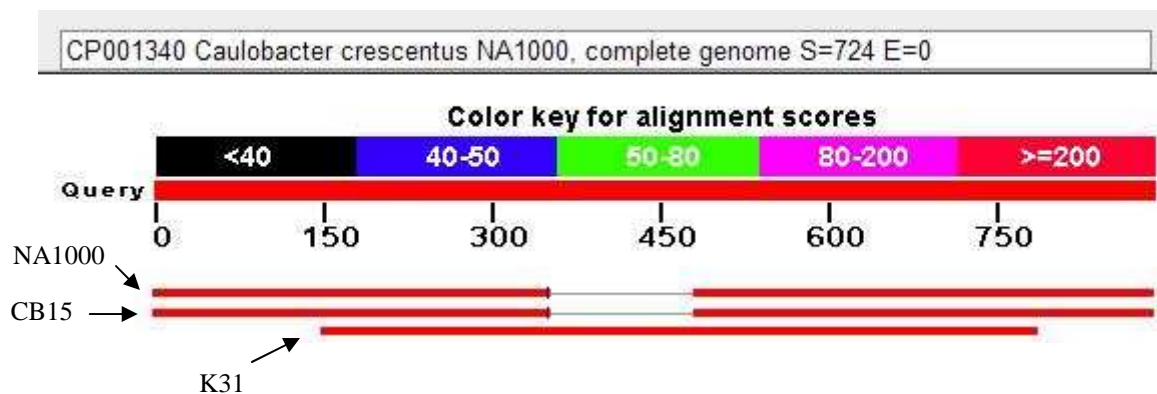 CP001340 Caulobacter crescentus NA1000, complete genome S=724 E=0
Color key for alignment scores
<40 40-50 50-80 80-200 >=200
Query
0 150 300 450 600 750
NA1000
CB15
K31